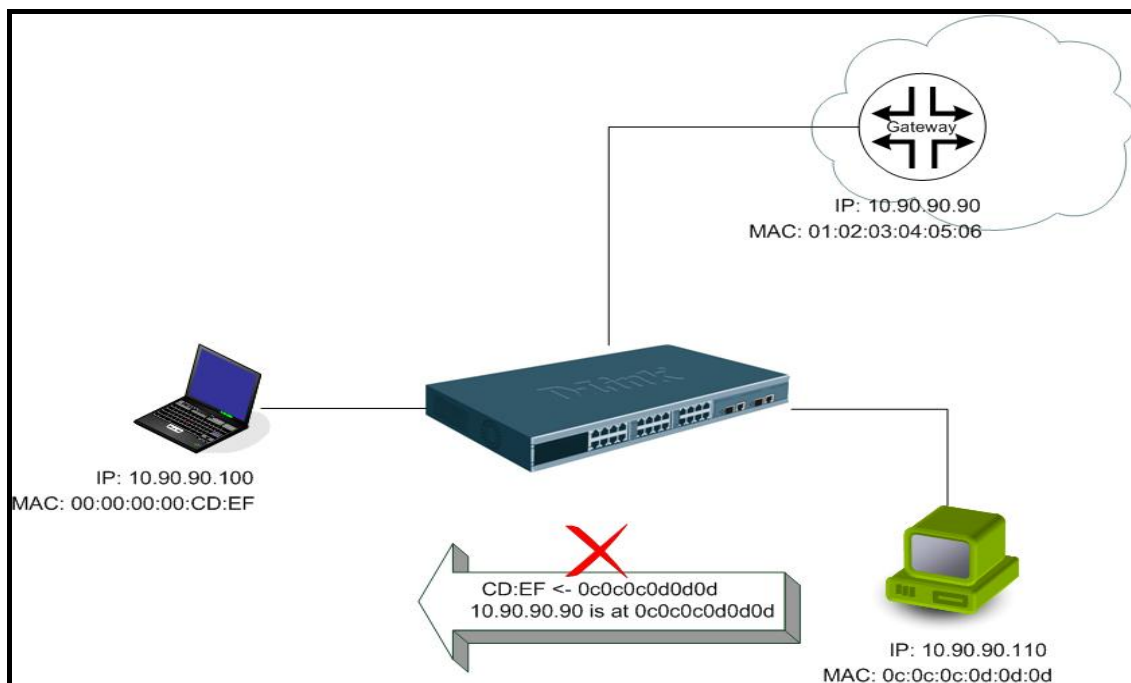 Gateway
IP: 10.90.90.90
MAC: 01:02:03:04:05:06
D-Link
IP: 10.90.90.100
MAC: 00:00:00:00:CD:EF
CD:EF <- 0c0c0c0d0d0d
10.90.90.90 is at 0c0c0c0d0d0d
IP: 10.90.90.110
MAC: 0c:0c:0c:0d:0d:0d